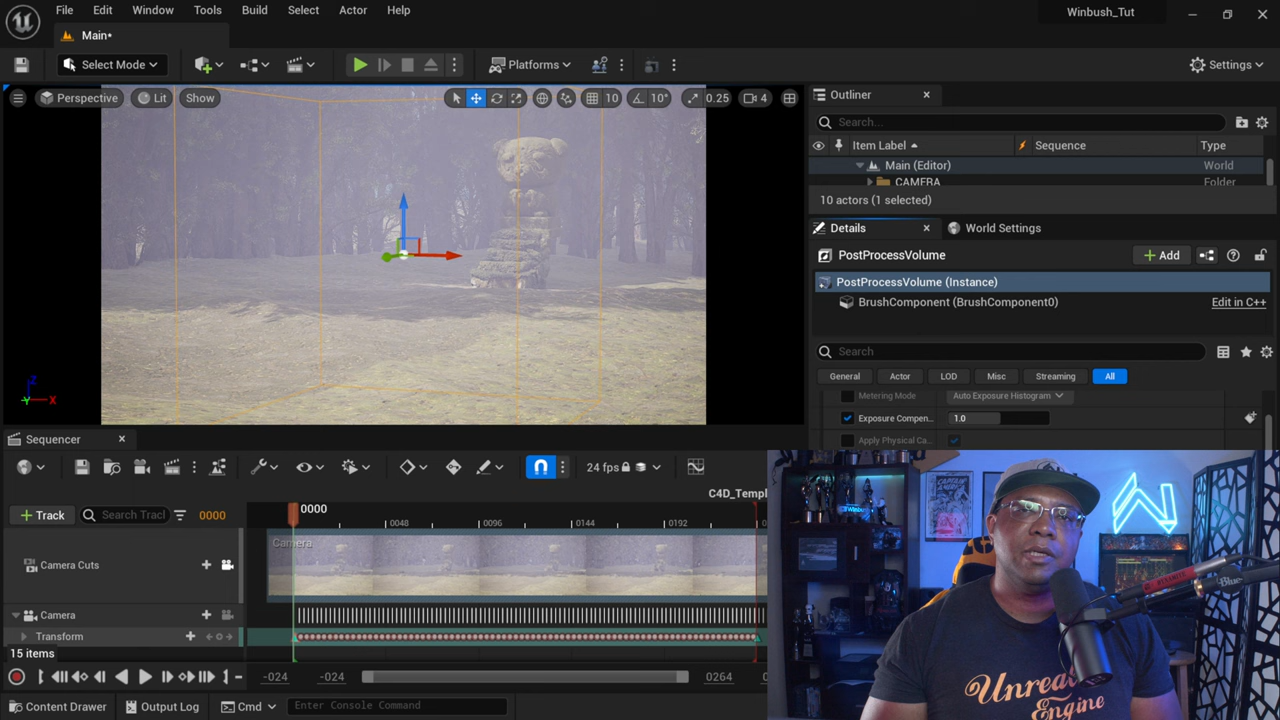 File Edit Window Tools Build Select Actor Help
Winbush_Tut
Main*
Select Mode
Platforms
Settings
Perspective
Lit
Show
10
10°
0.25
4
Outliner
Search...
Item Label
Sequence
Type
Main (Editor)
World
CAMERA
Folder
10 actors (1 selected)
Details
World Settings
PostProcessVolume
Add
PostProcessVolume (Instance)
BrushComponent (BrushComponent0)
Edit in C++
Search
General
Actor
LOD
Misc
Streaming
All
Metering Mode
Auto Exposure Histogram
Exposure Compen...
1.0
Apply Physical Ca...
Z
Y
X
Sequencer
24 fps
C4D_Templ
+ Track
Search Tracl
0000
0000
0048
0096
0144
0192
0
Camera Cuts
Camera
Camera
Transform
15 items
-024
-024
0264
Content Drawer
Output Log
Cmd
Enter Console Command
CAPTAIN
Blue
Unreal
Engine